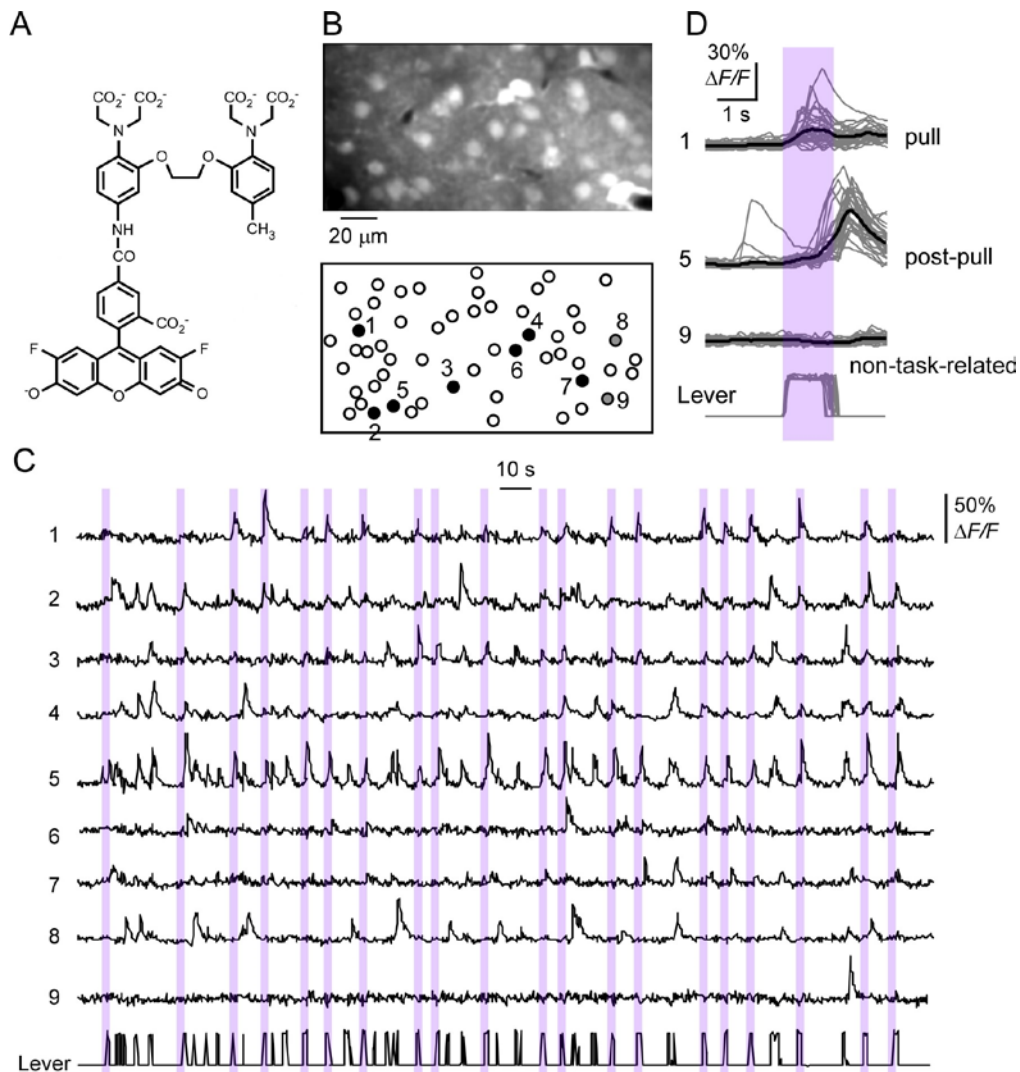 A
CO₂⁻ CO₂⁻ CO₂⁻ CO₂⁻
N N
O O
CH₃
NH
CO
CO₂⁻
F F
⁻O O O
B
20 μm
1
2
3
4
5
6
7
8
9
D
30%
ΔF/F
1 s
1 pull
5 post-pull
9 non-task-related
Lever
C
10 s
50%
ΔF/F
1
2
3
4
5
6
7
8
9
Lever